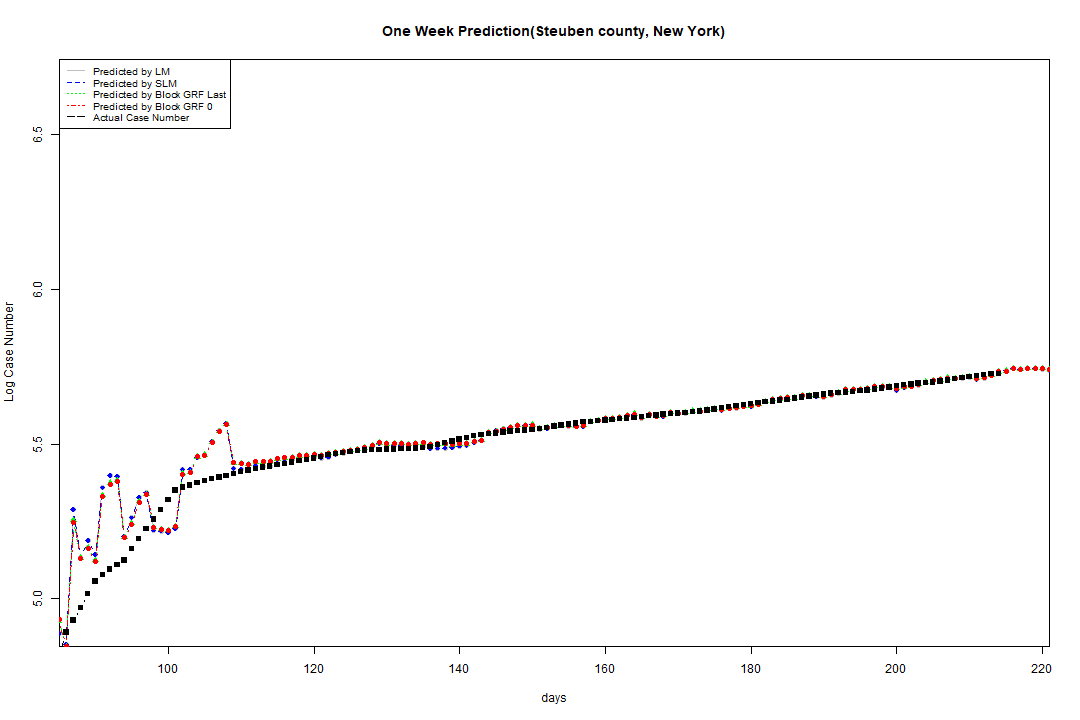 One Week Prediction(Steuben county, New York)
Predicted by LM
Predicted by SLM
Predicted by Block GRF Last
Predicted by Block GRF 0
Actual Case Number
6.5
6.0
5.5
5.0
Log Case Number
100 120 140 160 180 200 220
days